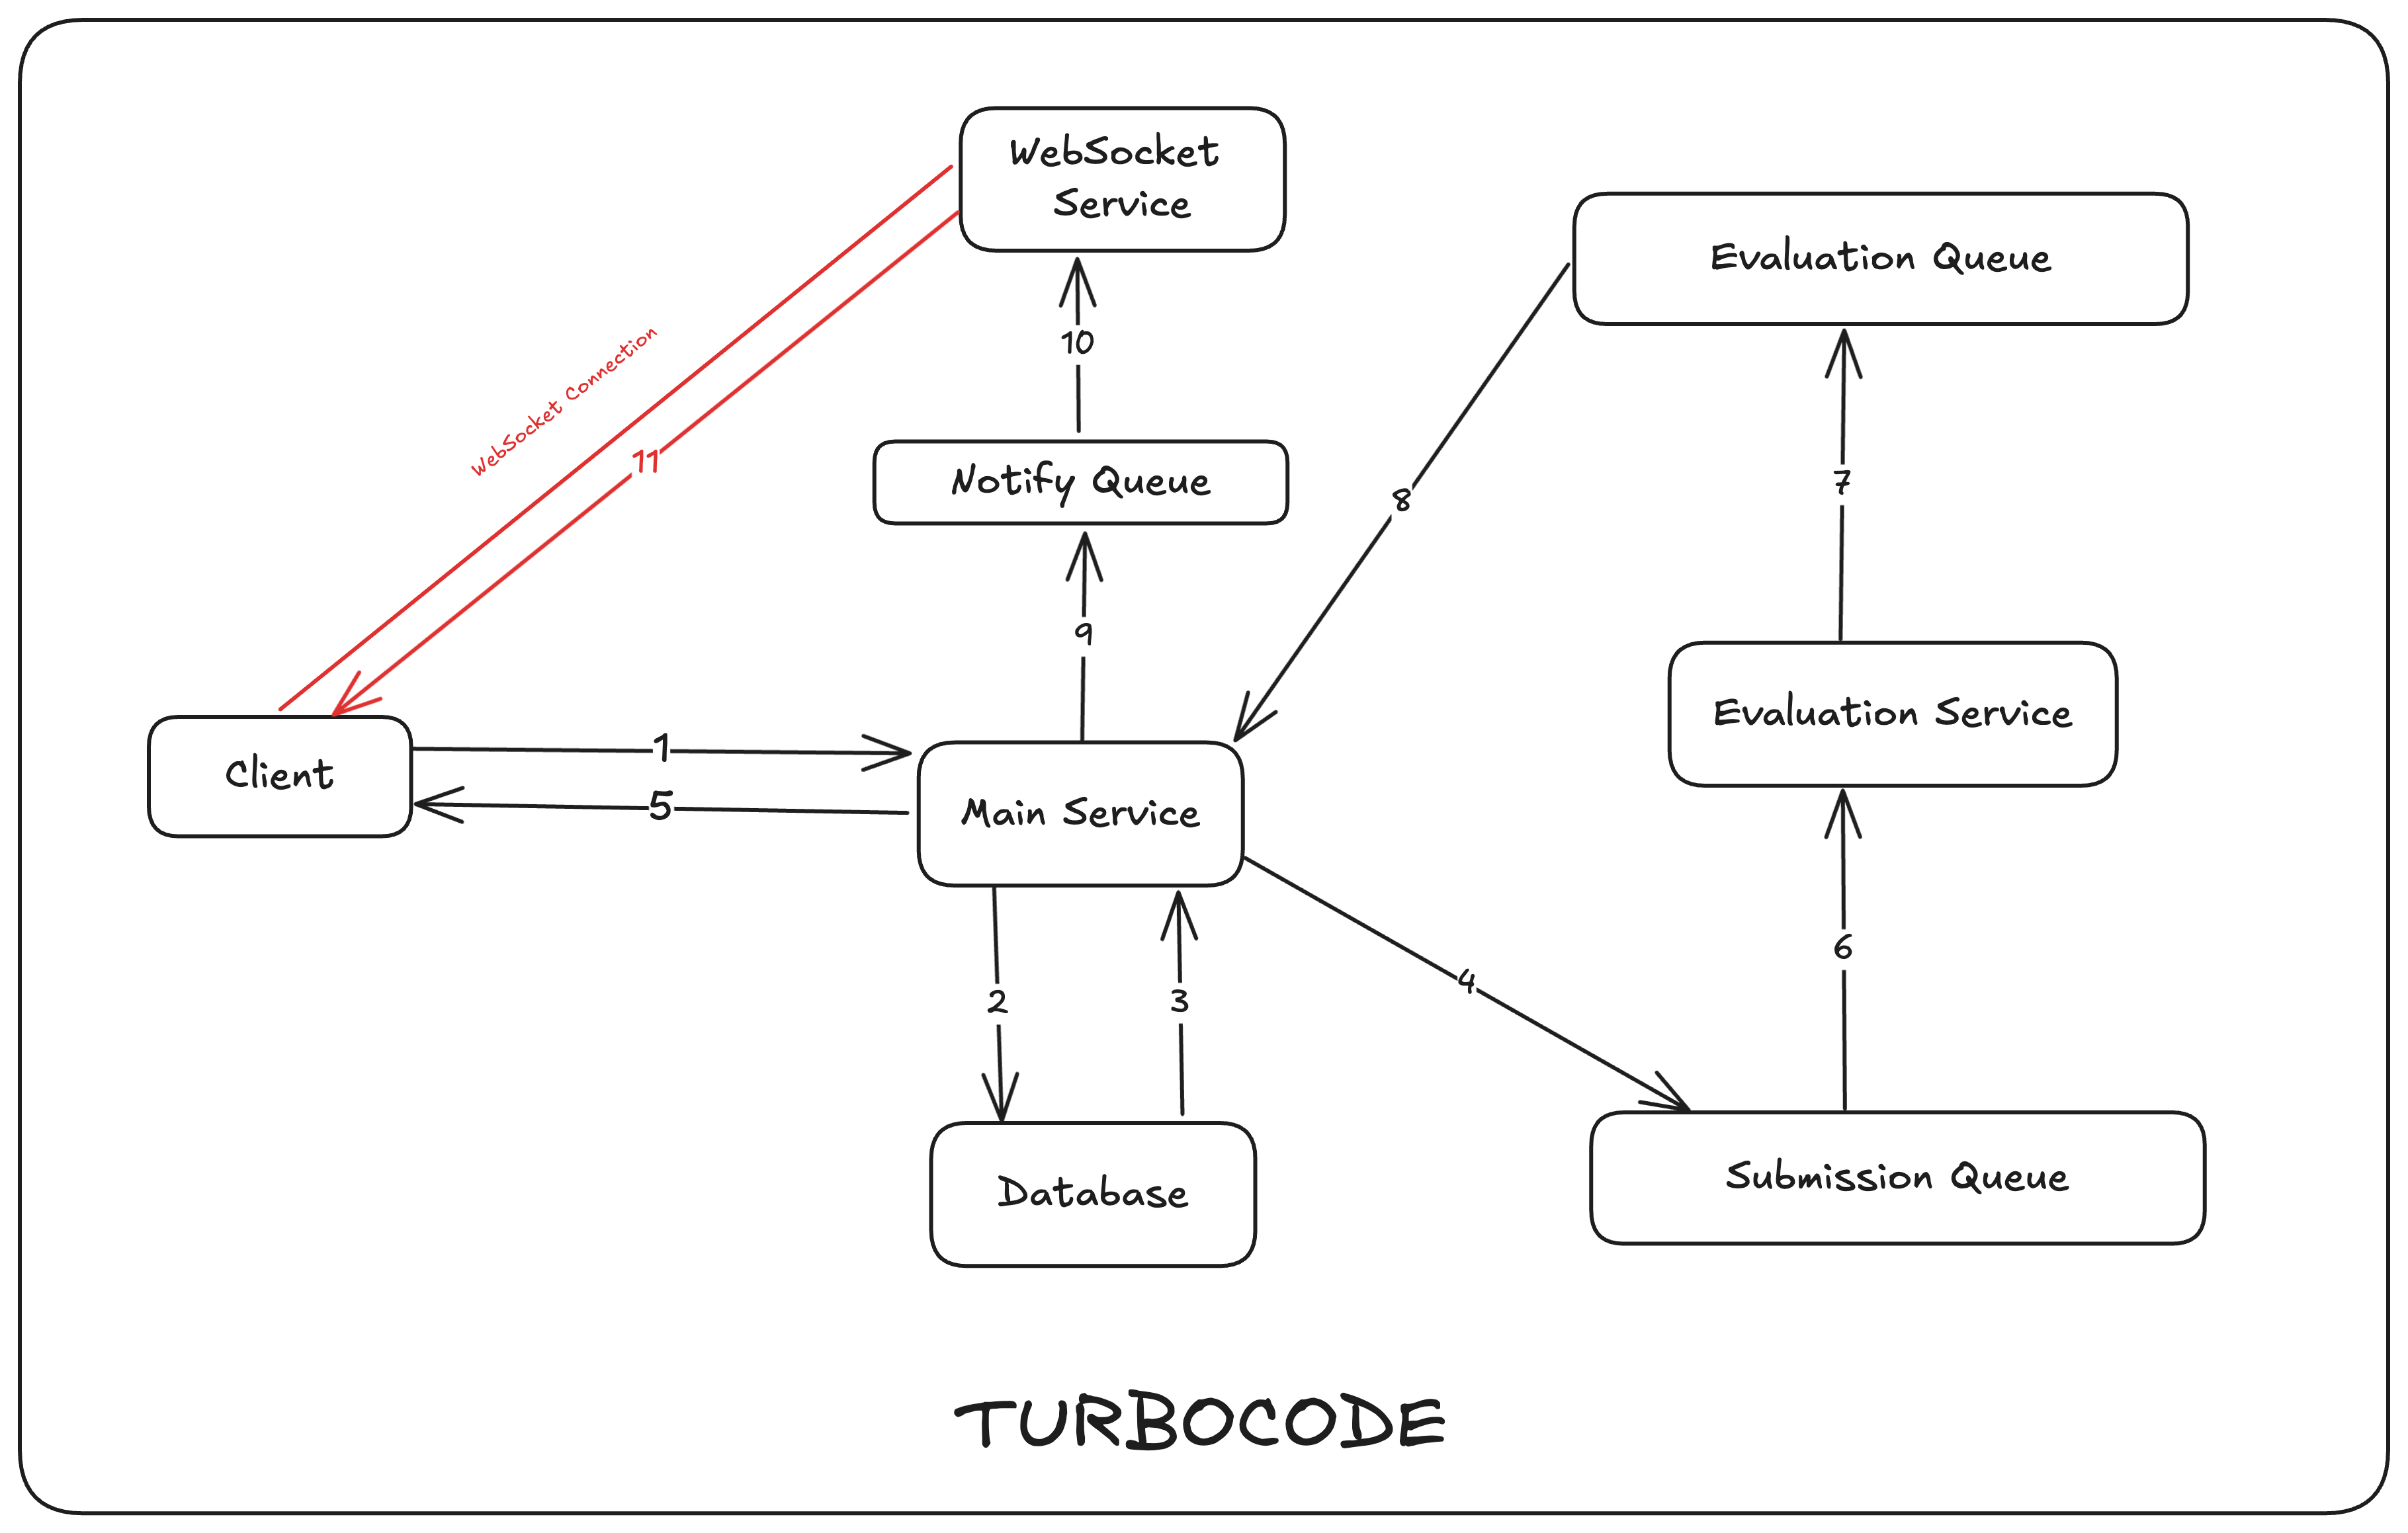 WebSocket
Service
Evaluation Queue
10
WebSocket Connection
11
Notify Queue
7
8
9
Evaluation Service
Client
1
5
Main Service
6
4
2
3
Database
Submission Queue
TURBOCODE